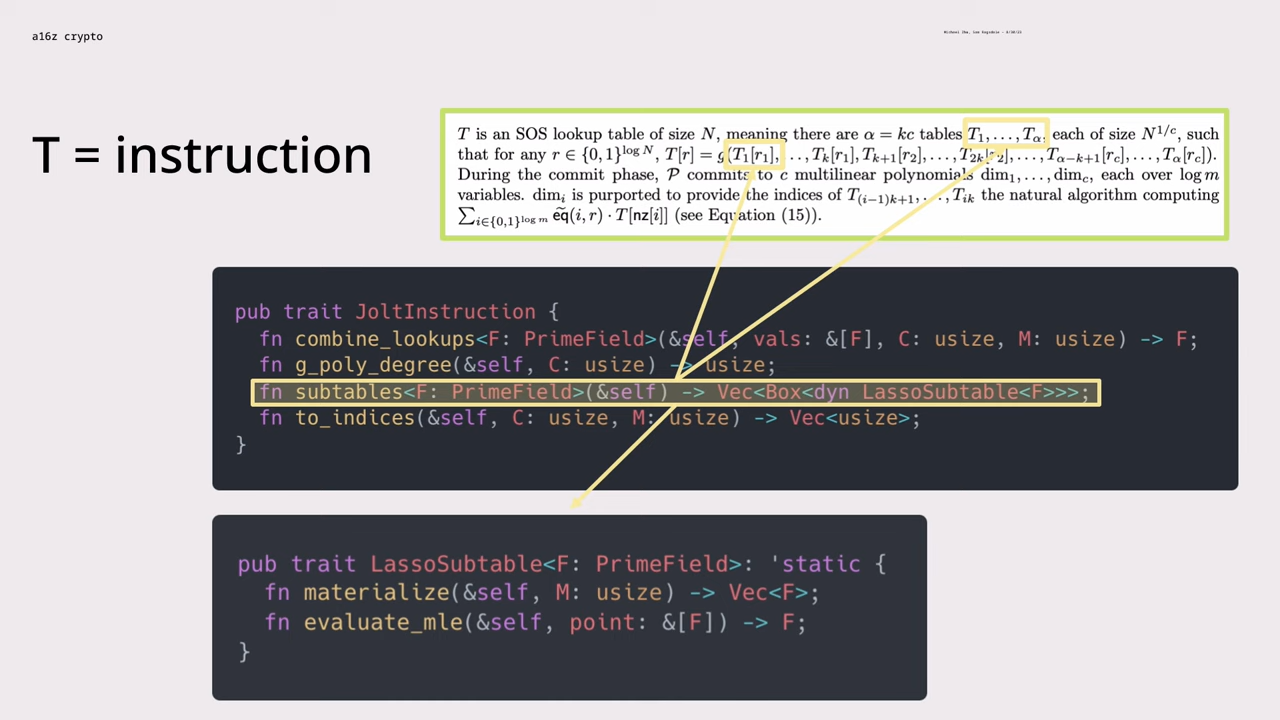 a16z crypto
T = instruction
T is an SOS lookup table of size N, meaning there are α = kc tables T₁, . . . , Tα, each of size N^{1/c}, such
that for any r ∈ {0, 1}^{log N}, T[r] = g(T₁[r₁], . . . , Tₖ[r₁], Tₖ₊₁[r₂], . . . , T₂ₖ[r₂], . . . , T_{α−k+1}[r_c], . . . , T_α[r_c]).
During the commit phase, 𝒫 commits to c multilinear polynomials dim₁, . . . , dim_c, each over log m
variables. dimᵢ is purported to provide the indices of T_{(i−1)k+1}, . . . , T_{ik} the natural algorithm computing
∑_{i∈{0,1}^{log m}} ẽq(i, r) · T[nz[i]] (see Equation (15)).
pub trait JoltInstruction {
fn combine_lookups<F: PrimeField>(&self, vals: &[F], C: usize, M: usize) -> F;
fn g_poly_degree(&self, C: usize) -> usize;
fn subtables<F: PrimeField>(&self) -> Vec<Box<dyn LassoSubtable<F>>>;
fn to_indices(&self, C: usize, M: usize) -> Vec<usize>;
}
pub trait LassoSubtable<F: PrimeField>: 'static {
fn materialize(&self, M: usize) -> Vec<F>;
fn evaluate_mle(&self, point: &[F]) -> F;
}